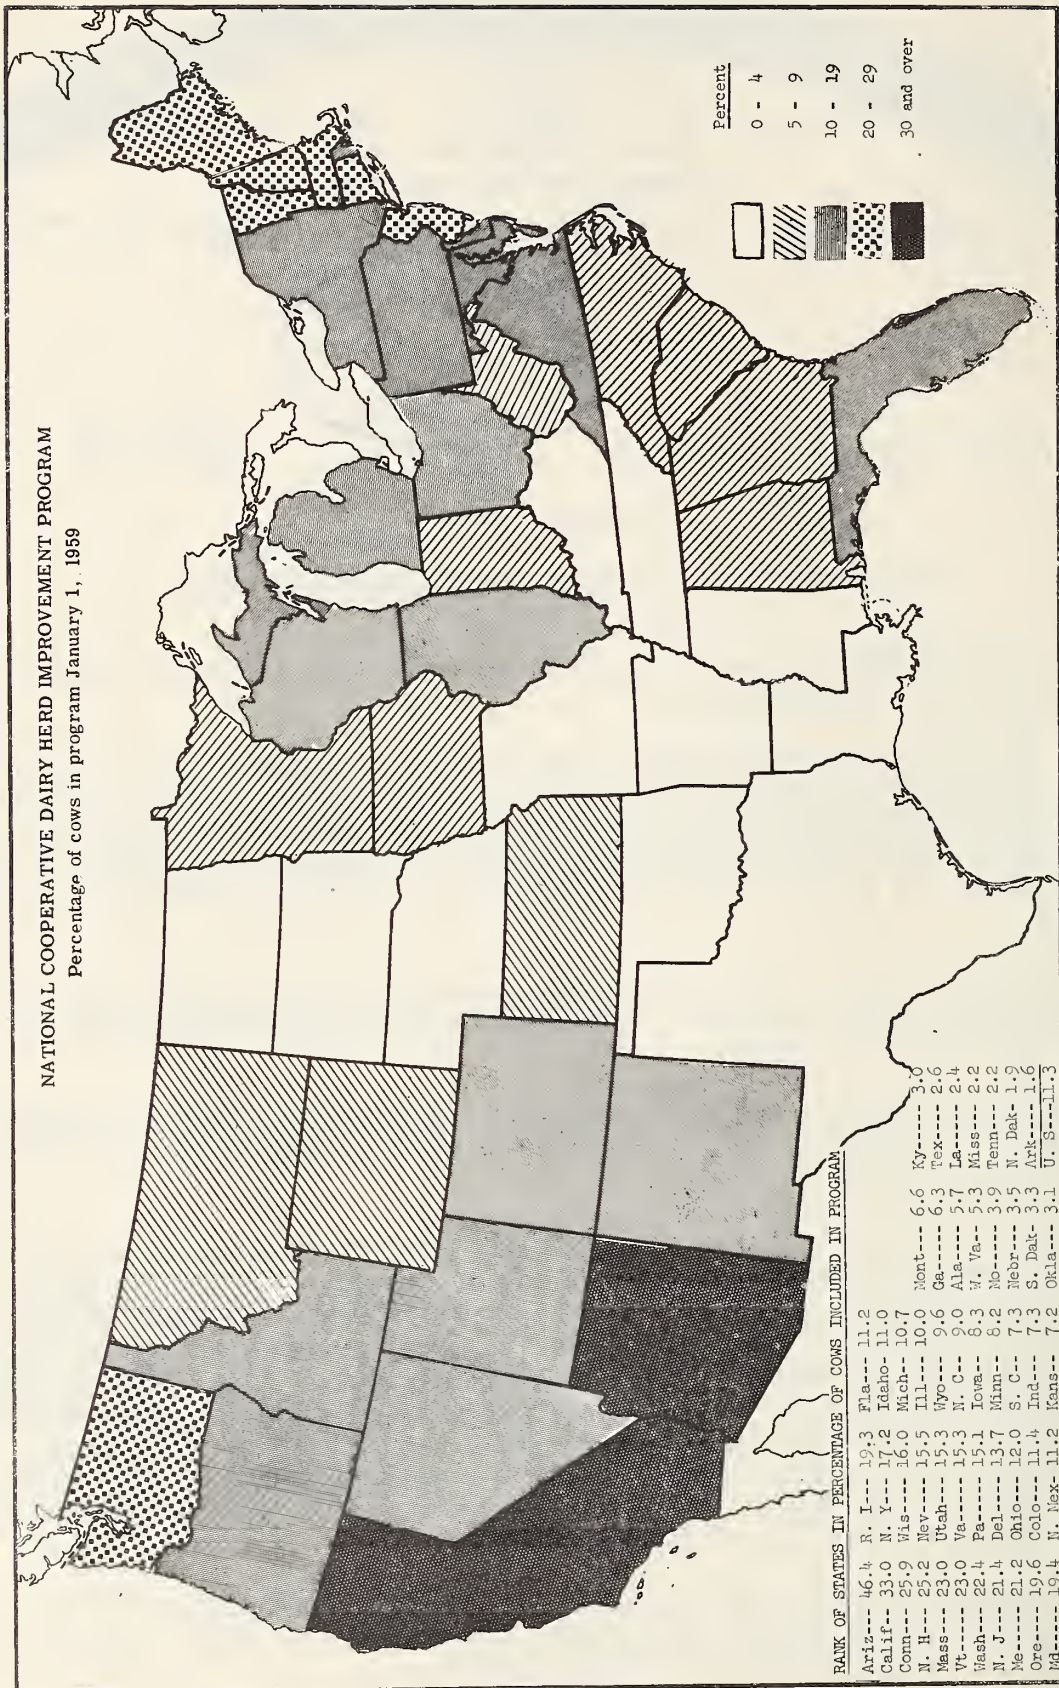 NATIONAL COOPERATIVE DAIRY HERD IMPROVEMENT PROGRAM
Percentage of cows in program January 1, 1959
Percent
0 - 4
5 - 9
10 - 19
20 - 29
30 and over
RANK OF STATES IN PERCENTAGE OF COWS INCLUDED IN PROGRAM
Ariz--- 46.4 R. I--- 19.3 Fla--- 11.2
Calif-- 33.0 N. Y--- 17.2 Idaho- 11.0
Conn--- 25.9 Wis---- 16.0 Mich-- 10.7
N. H--- 25.2 Nev---- 15.5 Ill--- 10.0 Mont--- 6.6 Ky----- 3.0
Mass--- 23.0 Utah--- 15.3 Wyo--- 9.6 Ga----- 6.3 Tex---- 2.6
Vt----- 23.0 Va----- 15.3 N. C-- 9.0 Ala---- 5.7 La----- 2.4
Wash--- 22.4 Pa----- 15.1 Iowa-- 8.3 W. Va-- 5.3 Miss--- 2.2
N. J--- 21.4 Del---- 13.7 Minn-- 8.2 Mo----- 3.9 Tenn--- 2.2
Me----- 21.2 Ohio--- 12.0 S. C-- 7.3 Nebr--- 3.5 N. Dak- 1.9
Ore---- 19.6 Colo--- 11.4 Ind--- 7.3 S. Dak- 3.3 Ark---- 1.6
Md----- 19.4 N. Mex- 11.2 Kans-- 7.2 Okla--- 3.1 U. S---11.3